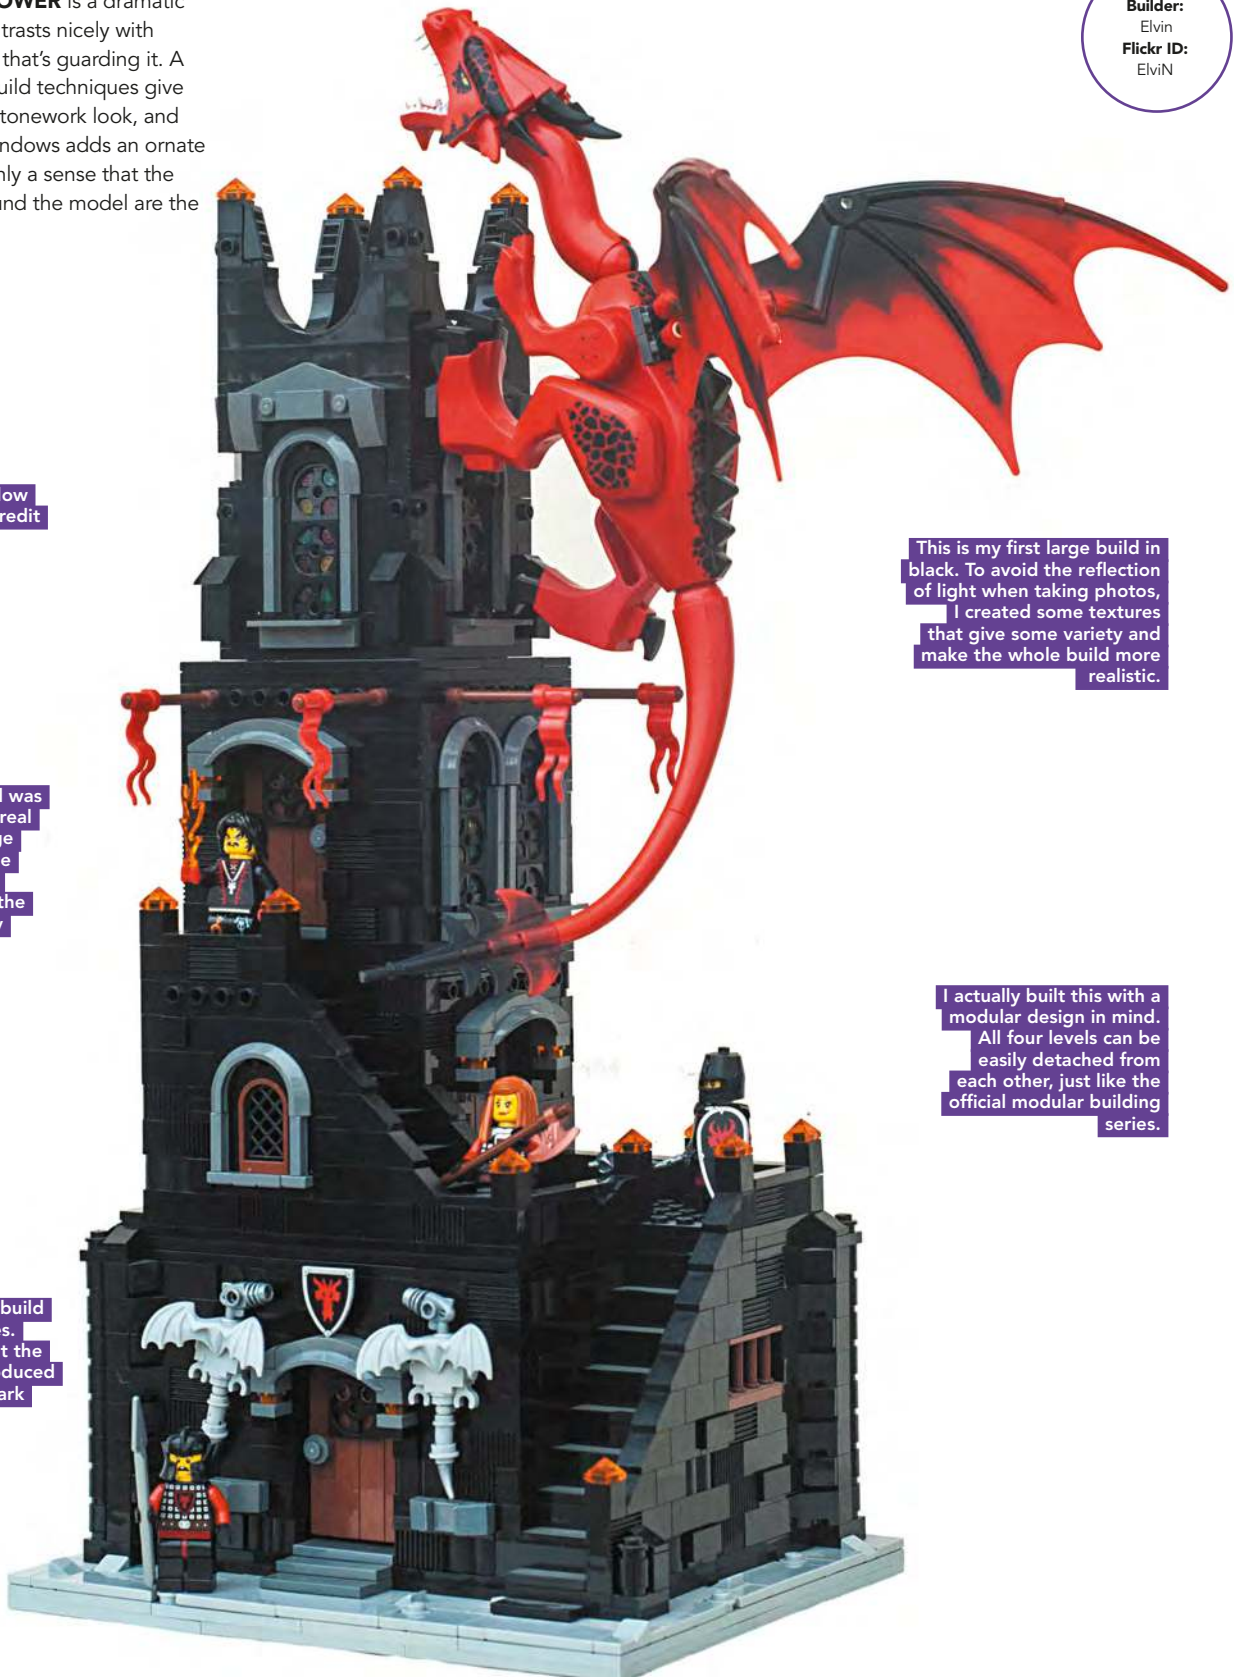 OWER is a dramatic
trasts nicely with
that's guarding it. A
uild techniques give
tonework look, and
ndows adds an ornate
nly a sense that the
und the model are the
Builder:
Elvin
Flickr ID:
ElviN
low
redit
This is my first large build in
black. To avoid the reflection
of light when taking photos,
I created some textures
that give some variety and
make the whole build more
realistic.
I was
real
ge
e
the
y
I actually built this with a
modular design in mind.
All four levels can be
easily detached from
each other, just like the
official modular building
series.
build
es.
t the
oduced
ark